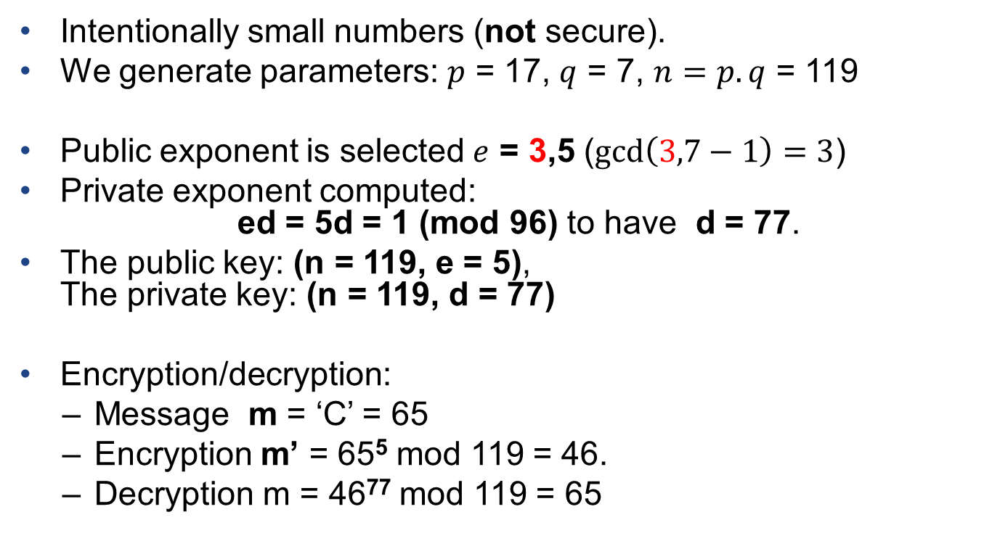 • Intentionally small numbers (not secure).
• We generate parameters: p = 17, q = 7, n = p.q = 119
• Public exponent is selected e = 3,5 (gcd(3,7 − 1) = 3)
• Private exponent computed:
ed = 5d = 1 (mod 96) to have d = 77.
• The public key: (n = 119, e = 5),
The private key: (n = 119, d = 77)
• Encryption/decryption:
– Message m = ‘C’ = 65
– Encryption m’ = 65⁵ mod 119 = 46.
– Decryption m = 46⁷⁷ mod 119 = 65